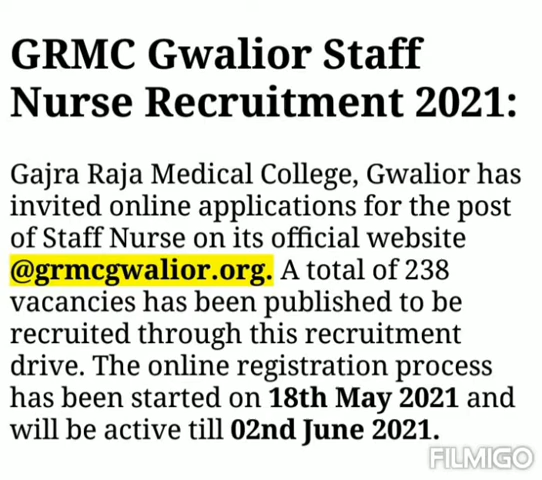 GRMC Gwalior Staff
Nurse Recruitment 2021:
Gajra Raja Medical College, Gwalior has
invited online applications for the post
of Staff Nurse on its official website
@grmcgwalior.org. A total of 238
vacancies has been published to be
recruited through this recruitment
drive. The online registration process
has been started on 18th May 2021 and
will be active till 02nd June 2021.
FILMIGO